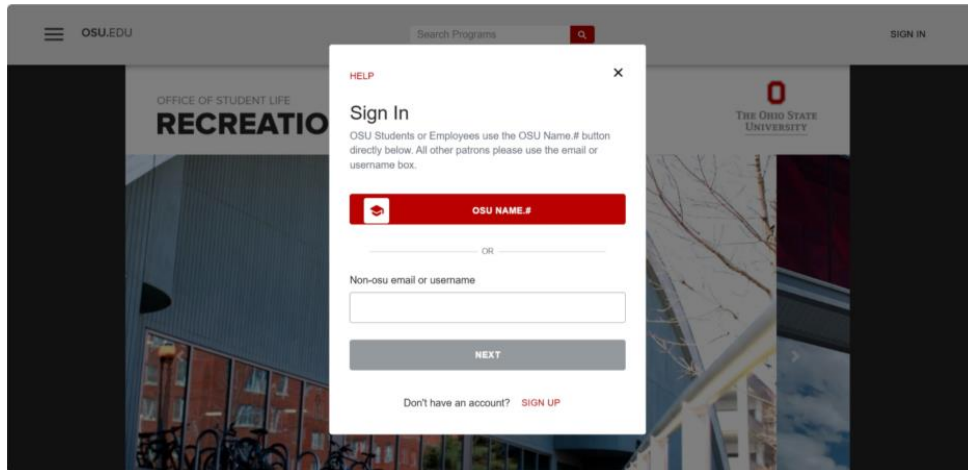 OSU.EDU
Search Programs
SIGN IN
HELP
Sign In
OSU Students or Employees use the OSU Name.# button
directly below. All other patrons please use the email or
username box.
OSU NAME.#
OR
Non-osu email or username
NEXT
Don't have an account? SIGN UP
OFFICE OF STUDENT LIFE
RECREATIO
THE OHIO STATE
UNIVERSITY